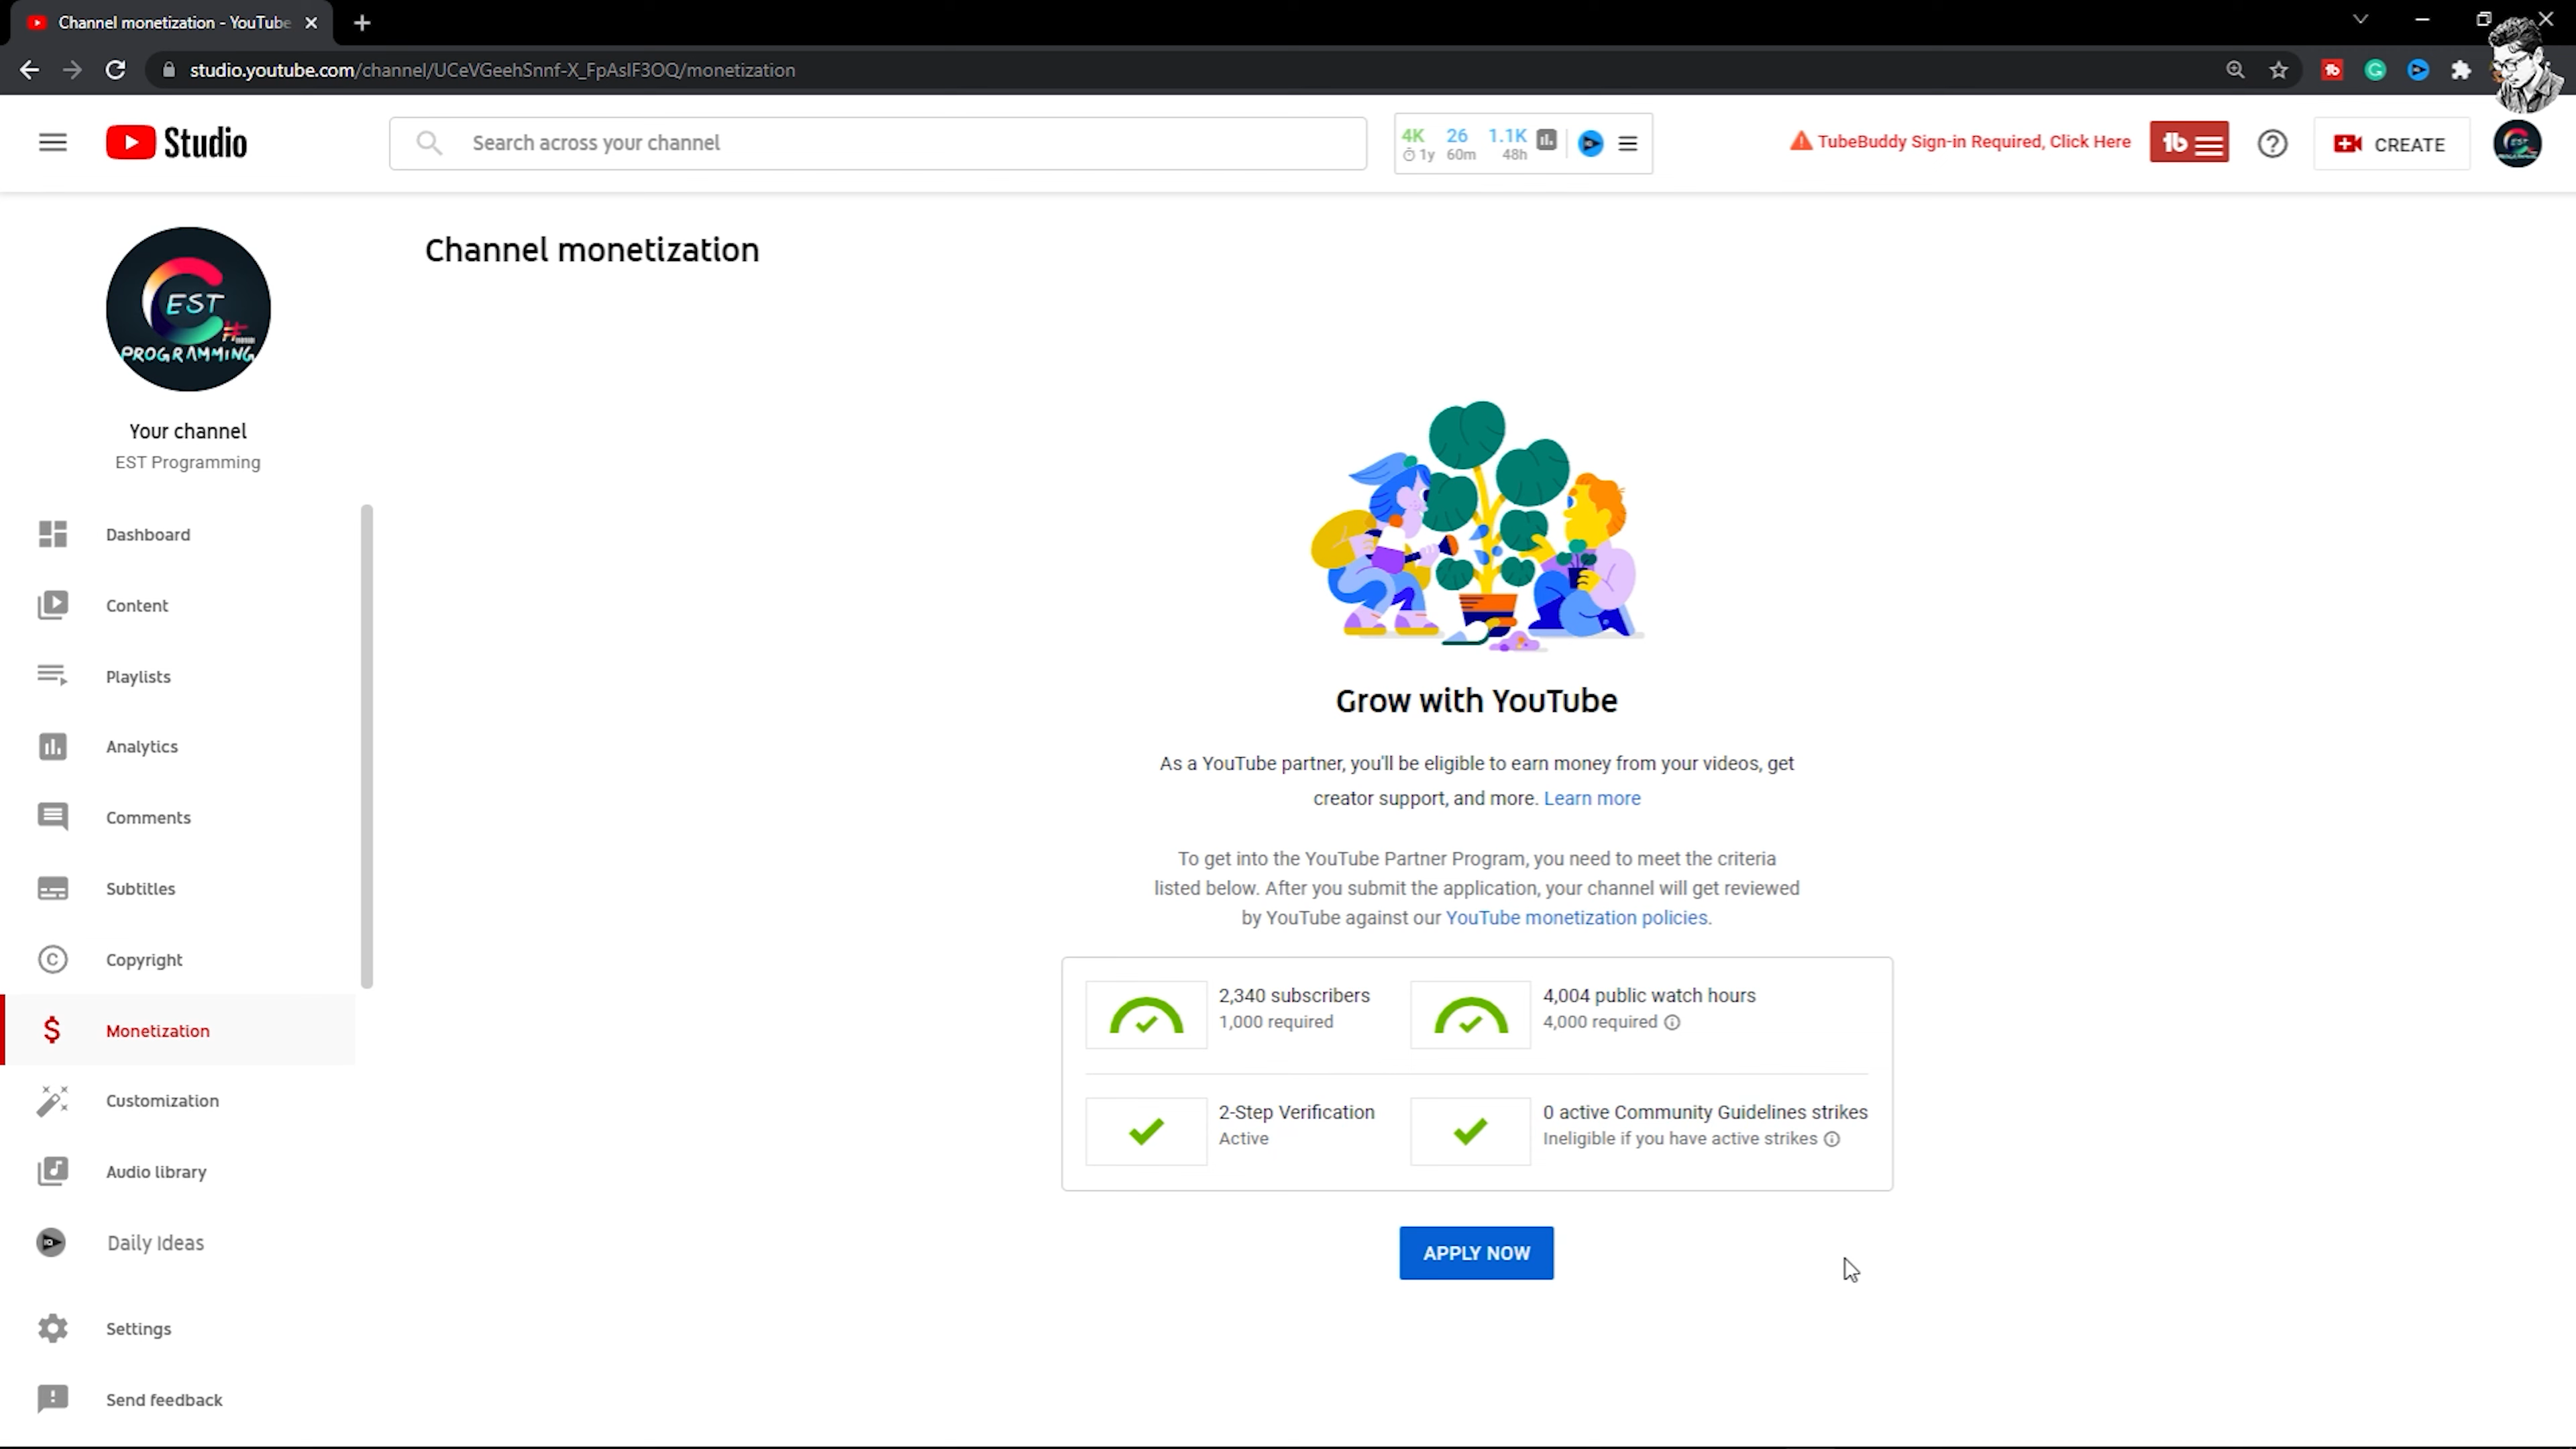 Channel monetization - YouTube
studio.youtube.com/channel/UCeVGeehSnnf-X_FpAsIF3OQ/monetization
Studio
Search across your channel
4K 26 1.1K
1y 60m 48h
TubeBuddy Sign-in Required, Click Here
tb
CREATE
EST
PROGRAMMING
Your channel
EST Programming
Dashboard
Content
Playlists
Analytics
Comments
Subtitles
Copyright
Monetization
Customization
Audio library
Daily Ideas
Settings
Send feedback
Channel monetization
Grow with YouTube
As a YouTube partner, you'll be eligible to earn money from your videos, get
creator support, and more. Learn more
To get into the YouTube Partner Program, you need to meet the criteria
listed below. After you submit the application, your channel will get reviewed
by YouTube against our YouTube monetization policies.
2,340 subscribers
1,000 required
4,004 public watch hours
4,000 required
2-Step Verification
Active
0 active Community Guidelines strikes
Ineligible if you have active strikes
APPLY NOW